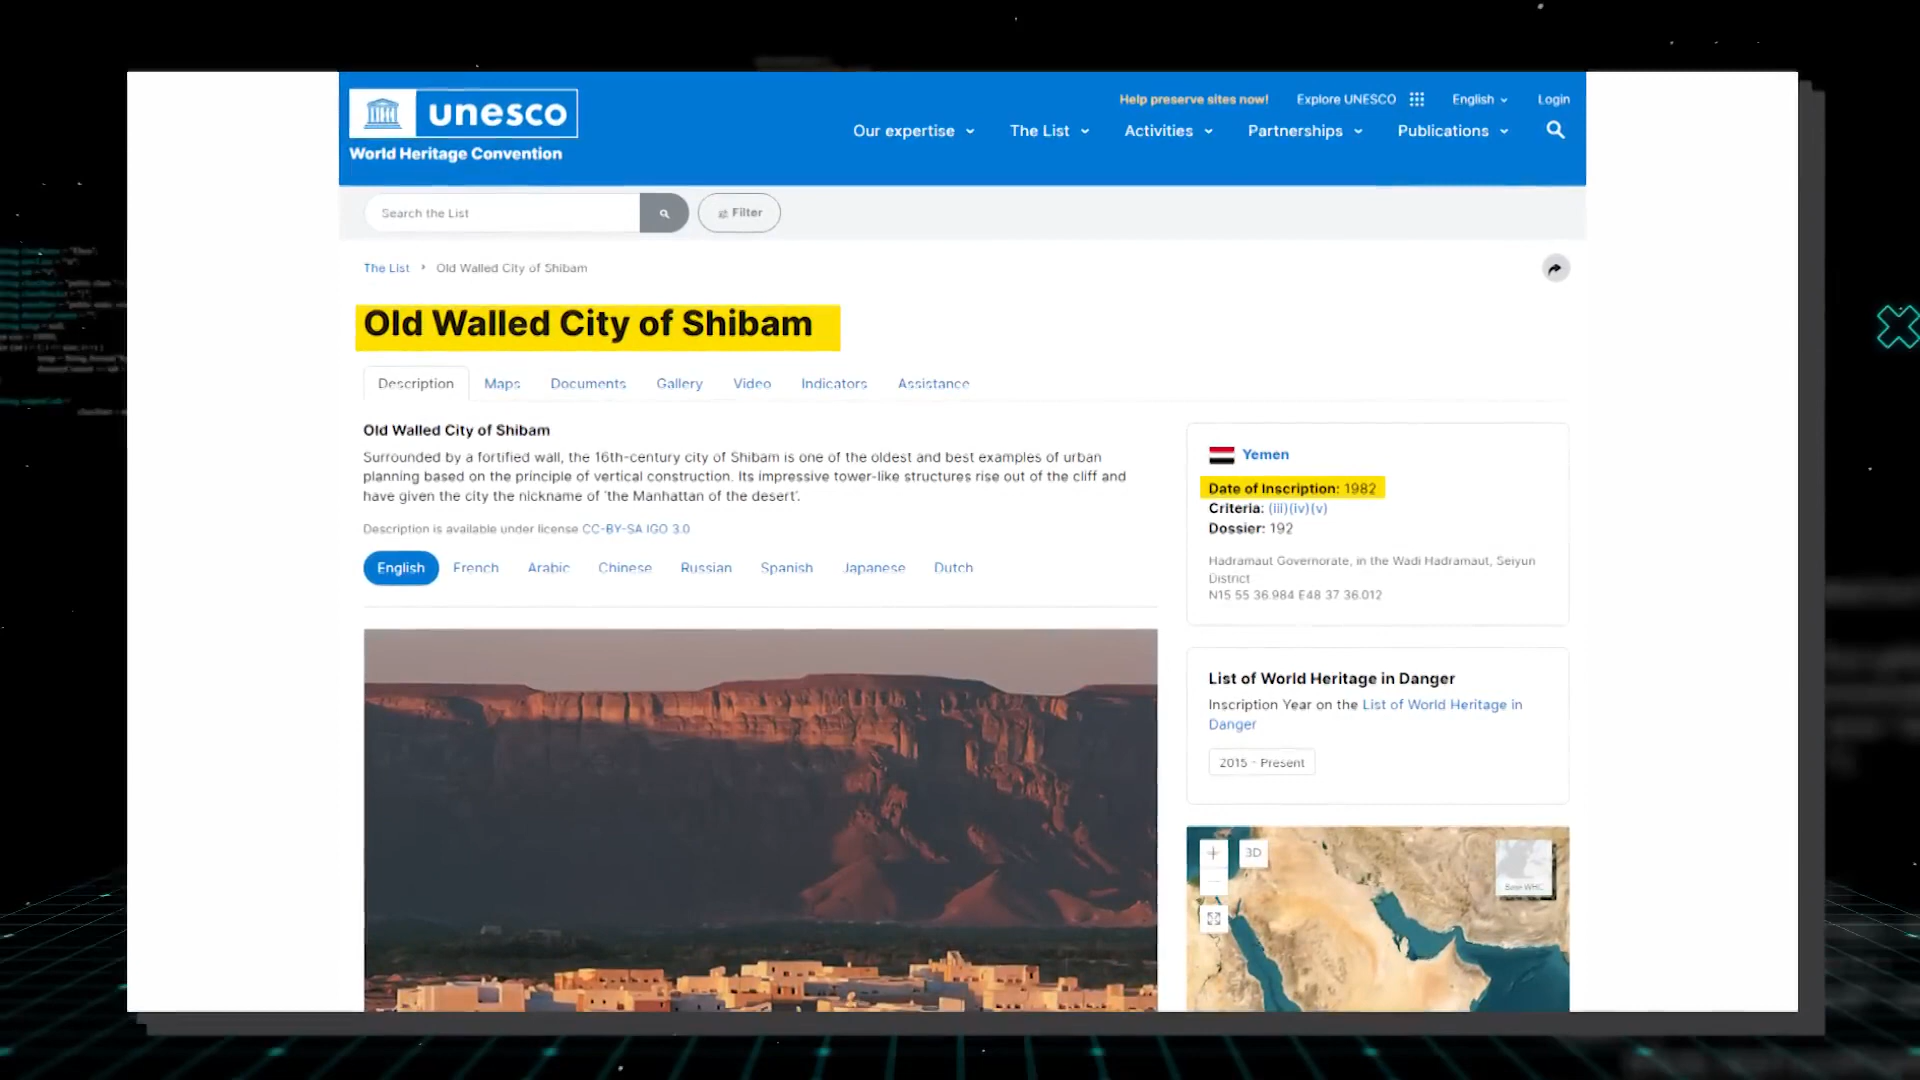 unesco
World Heritage Convention
Help preserve sites now!
Explore UNESCO
English
Login
Our expertise
The List
Activities
Partnerships
Publications
Search the List
Filter
The List
Old Walled City of Shibam
Old Walled City of Shibam
Description
Maps
Documents
Gallery
Video
Indicators
Assistance
Old Walled City of Shibam
Surrounded by a fortified wall, the 16th-century city of Shibam is one of the oldest and best examples of urban
planning based on the principle of vertical construction. Its impressive tower-like structures rise out of the cliff and
have given the city the nickname of 'the Manhattan of the desert'.
Description is available under license CC-BY-SA IGO 3.0
English
French
Arabic
Chinese
Russian
Spanish
Japanese
Dutch
Yemen
Date of Inscription: 1982
Criteria: (iii)(iv)(v)
Dossier: 192
Hadramaut Governorate, in the Wadi Hadramaut, Seiyun
District
N15 55 36.984 E48 37 36.012
List of World Heritage in Danger
Inscription Year on the List of World Heritage in
Danger
2015 - Present
3D
Base WHC